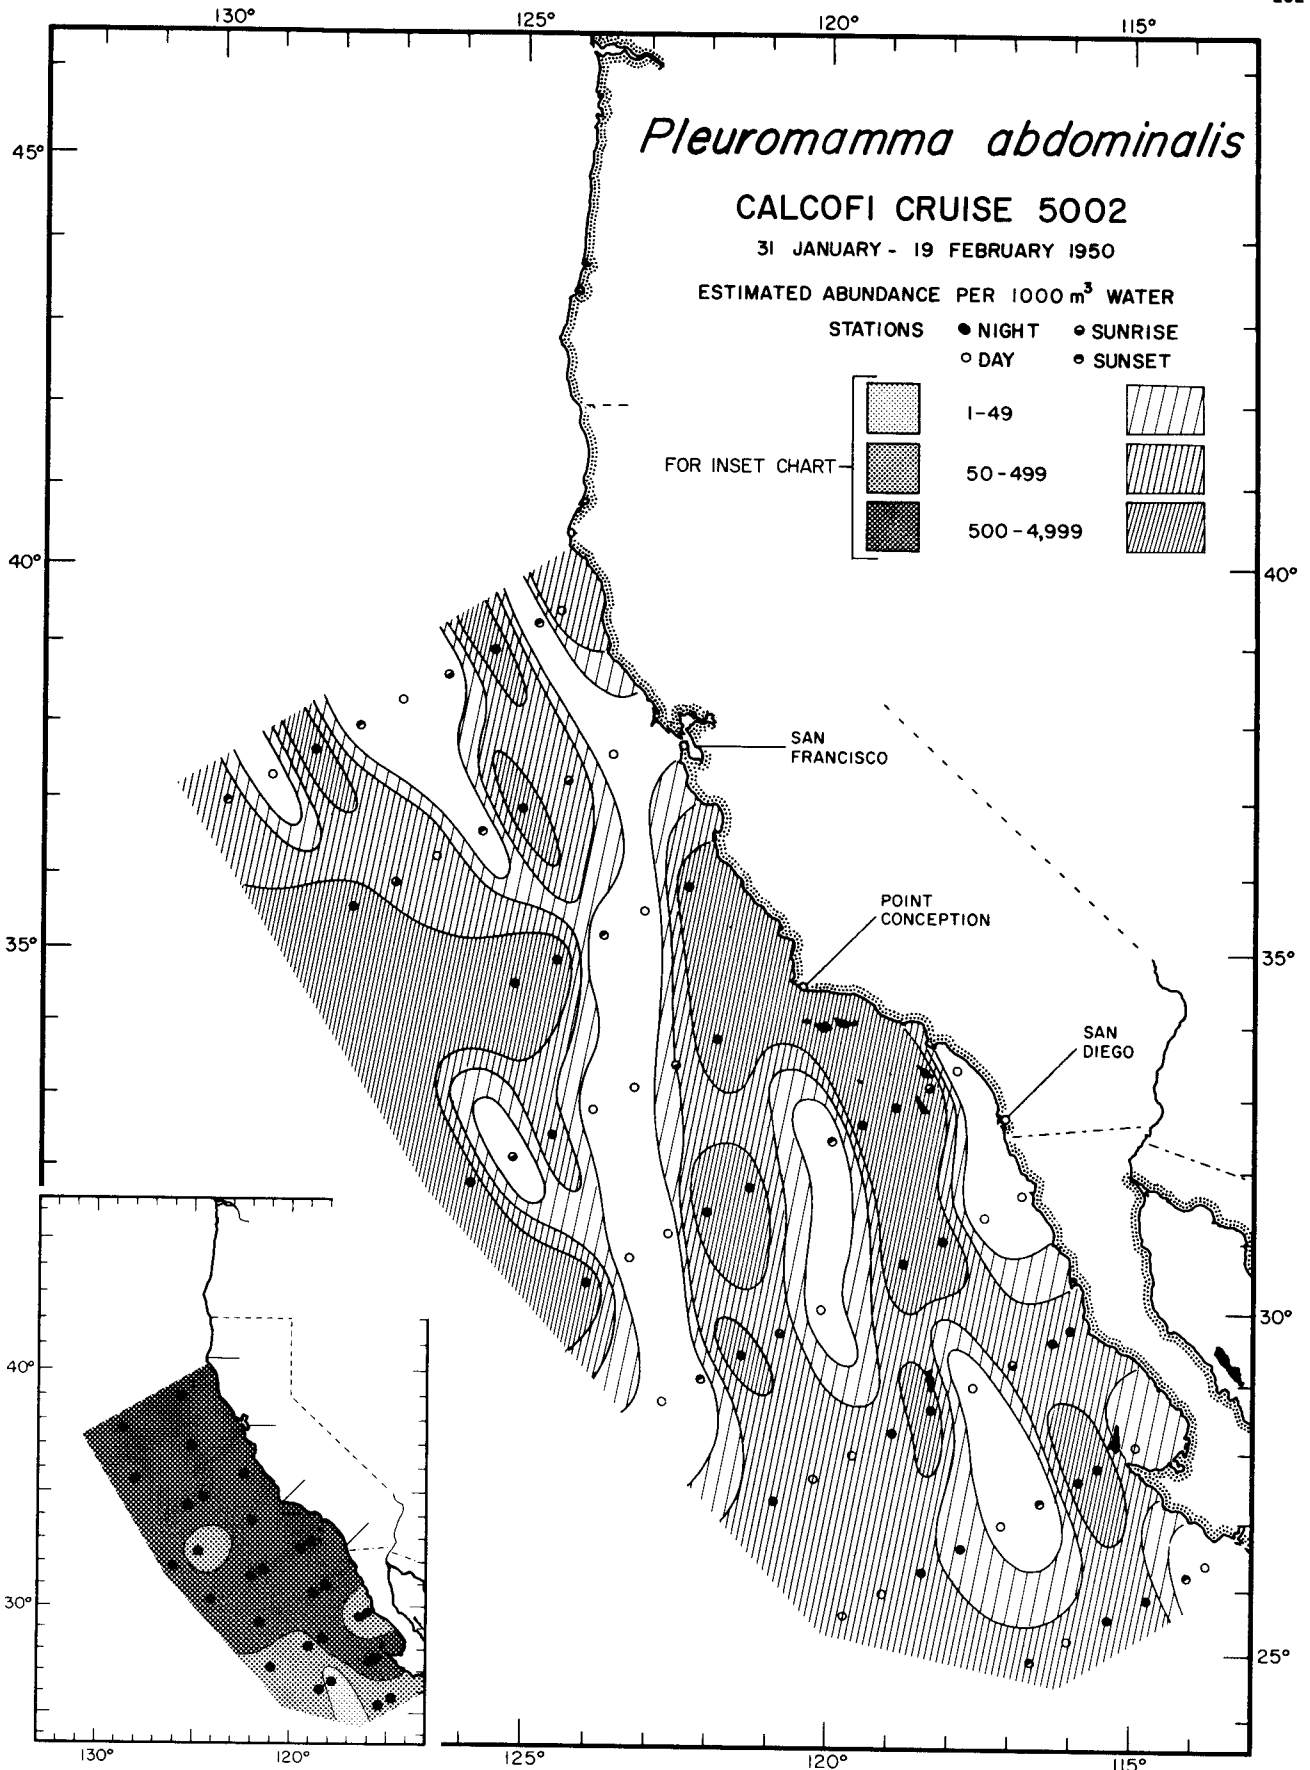 130° 125° 120° 115°
45°
Pleuromamma abdominalis
CALCOFI CRUISE 5002
31 JANUARY - 19 FEBRUARY 1950
ESTIMATED ABUNDANCE PER 1000 m³ WATER
STATIONS NIGHT SUNRISE
DAY SUNSET
1-49
FOR INSET CHART
50-499
500-4,999
40° 40°
SAN
FRANCISCO
POINT
CONCEPTION
35° 35°
SAN
DIEGO
30°
40°
30°
25°
130° 120°
125° 120° 115°